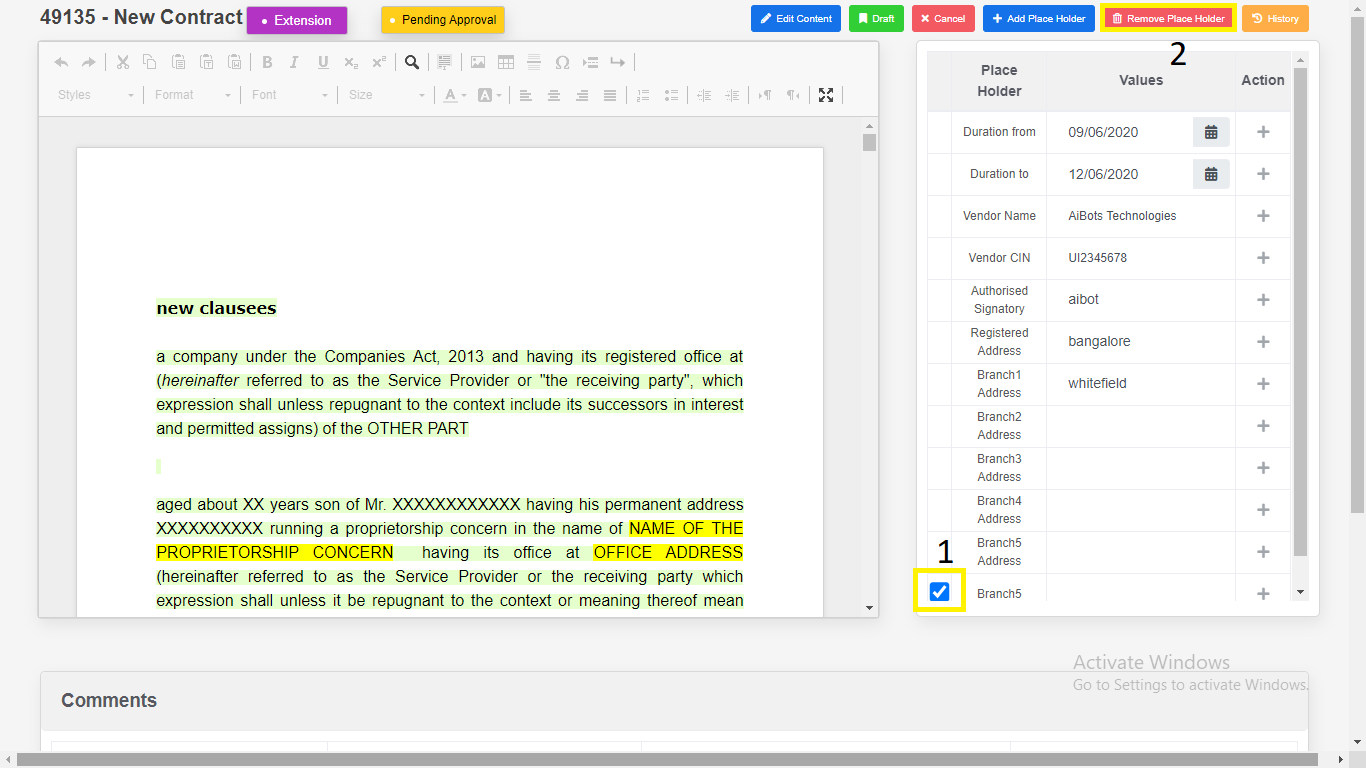 49135 - New Contract
Extension
Pending Approval
Edit Content
Draft
Cancel
Add Place Holder
Remove Place Holder
History
2
Styles
Format
Font
Size
new clausees
a company under the Companies Act, 2013 and having its registered office at
(hereinafter referred to as the Service Provider or "the receiving party", which
expression shall unless repugnant to the context include its successors in interest
and permitted assigns) of the OTHER PART
aged about XX years son of Mr. XXXXXXXXXXXX having his permanent address
XXXXXXXXXX running a proprietorship concern in the name of NAME OF THE
PROPRIETORSHIP CONCERN having its office at OFFICE ADDRESS
(hereinafter referred to as the Service Provider or the receiving party which
expression shall unless it be repugnant to the context or meaning thereof mean
Place
Holder
Values
Action
Duration from
09/06/2020
Duration to
12/06/2020
Vendor Name
AiBots Technologies
Vendor CIN
UI2345678
Authorised
Signatory
aibot
Registered
Address
bangalore
Branch1
Address
whitefield
Branch2
Address
Branch3
Address
Branch4
Address
Branch5
Address
1
Branch5
Activate Windows
Go to Settings to activate Windows.
Comments